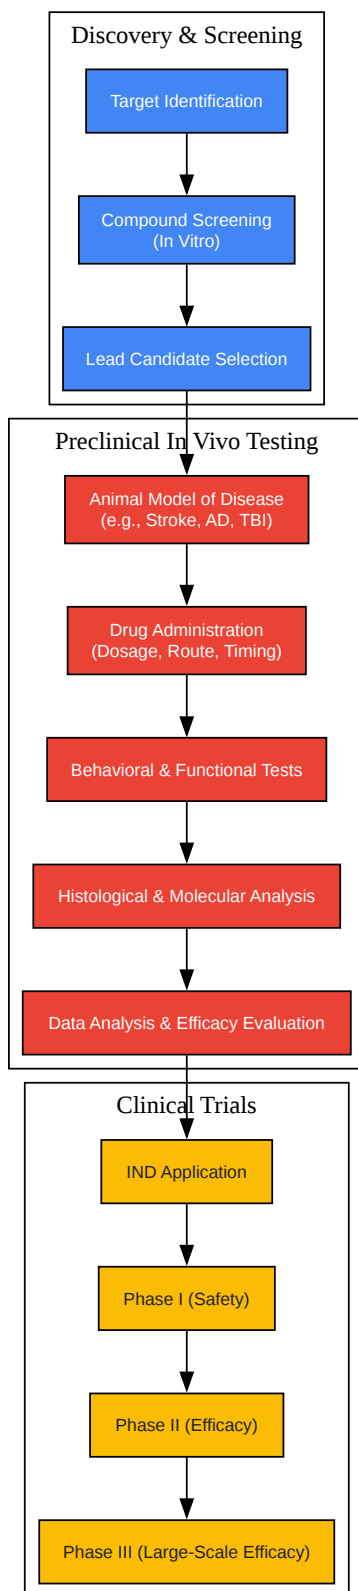 Discovery & Screening
Target Identification
Compound Screening
(In Vitro)
Lead Candidate Selection
Preclinical In Vivo Testing
Animal Model of Disease
(e.g., Stroke, AD, TBI)
Drug Administration
(Dosage, Route, Timing)
Behavioral & Functional Tests
Histological & Molecular Analysis
Data Analysis & Efficacy Evaluation
Clinical Trials
IND Application
Phase I (Safety)
Phase II (Efficacy)
Phase III (Large-Scale Efficacy)